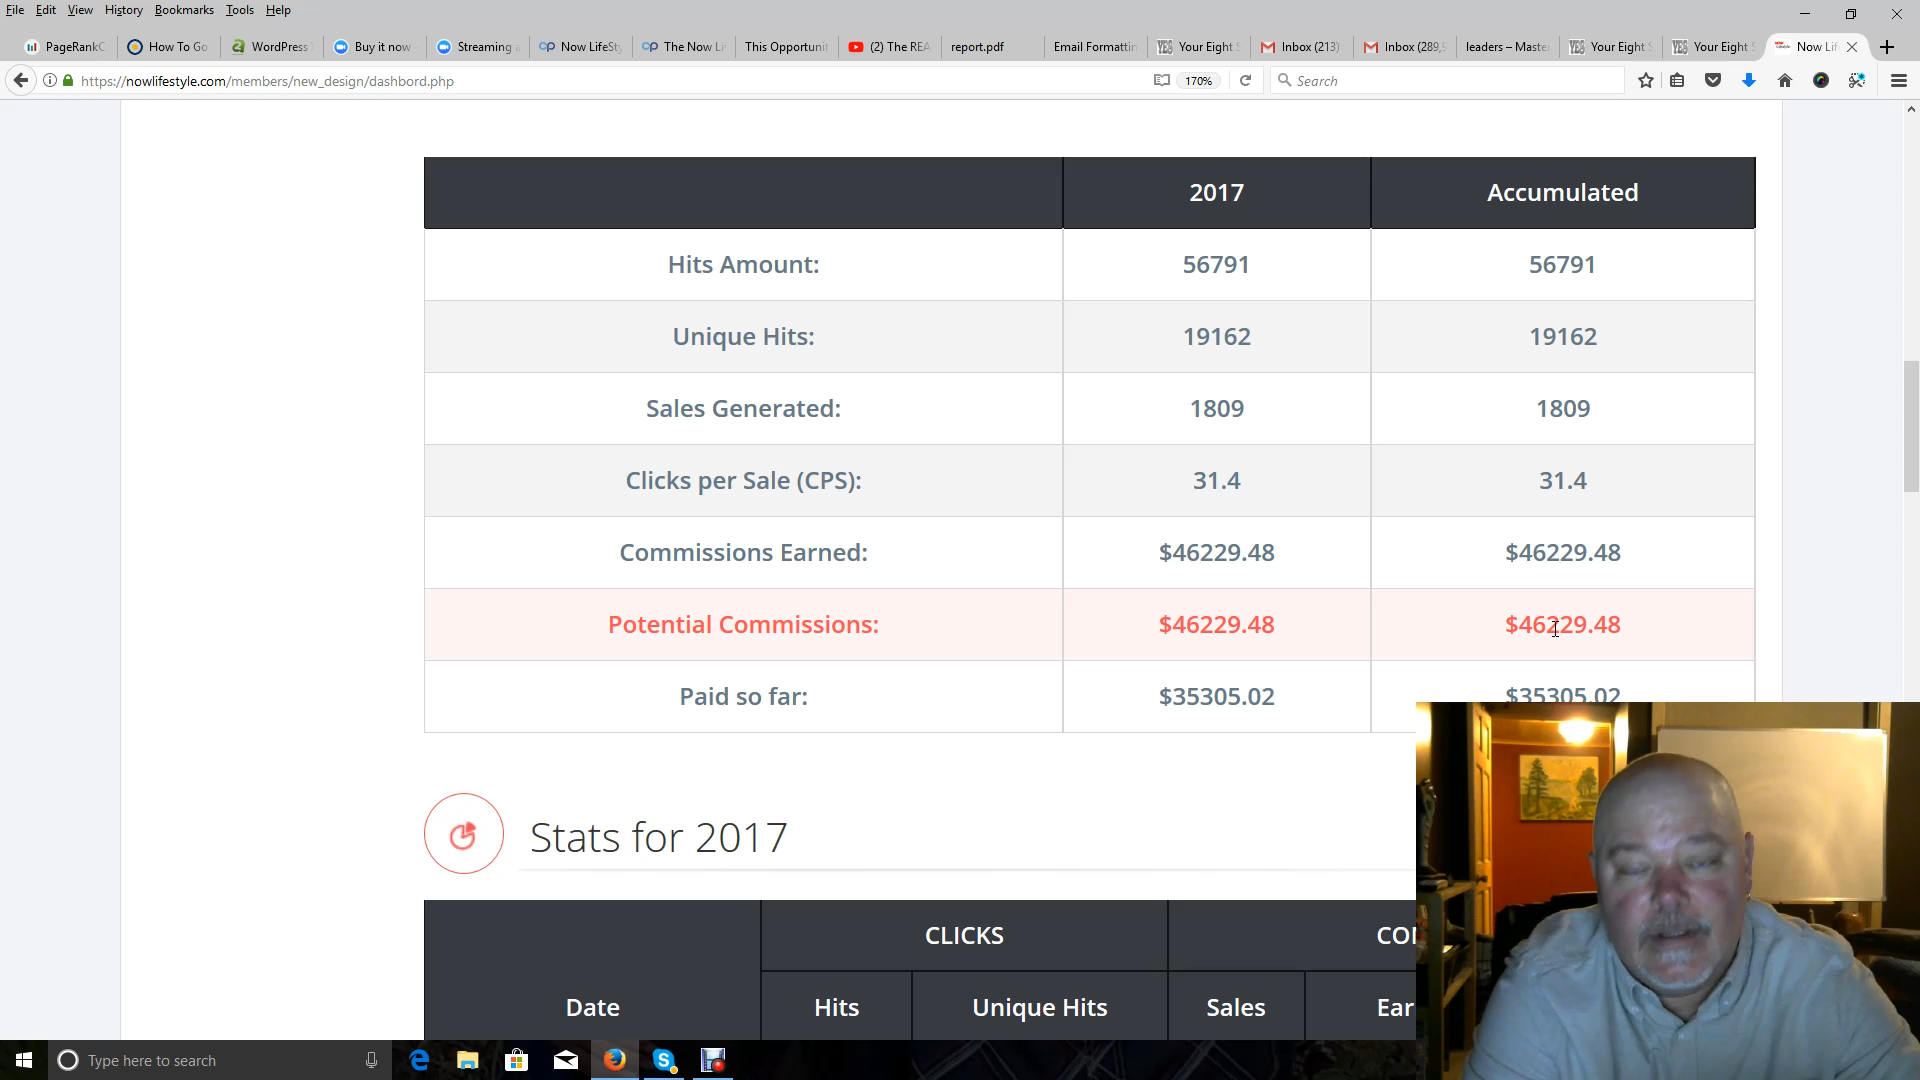 File Edit View History Bookmarks Tools Help
PageRankC How To Go WordPress Buy it now Streaming Now LifeSty The Now Li This Opportuni (2) The REA report.pdf Email Formattin Your Eight Inbox (213) Inbox (289, leaders – Maste Your Eight Your Eight Now Lif
https://nowlifestyle.com/members/new_design/dashbord.php 170% Search
2017 Accumulated
Hits Amount: 56791 56791
Unique Hits: 19162 19162
Sales Generated: 1809 1809
Clicks per Sale (CPS): 31.4 31.4
Commissions Earned: $46229.48 $46229.48
Potential Commissions: $46229.48 $46229.48
Paid so far: $35305.02 $35305.02
Stats for 2017
CLICKS
Date Hits Unique Hits Sales
Type here to search